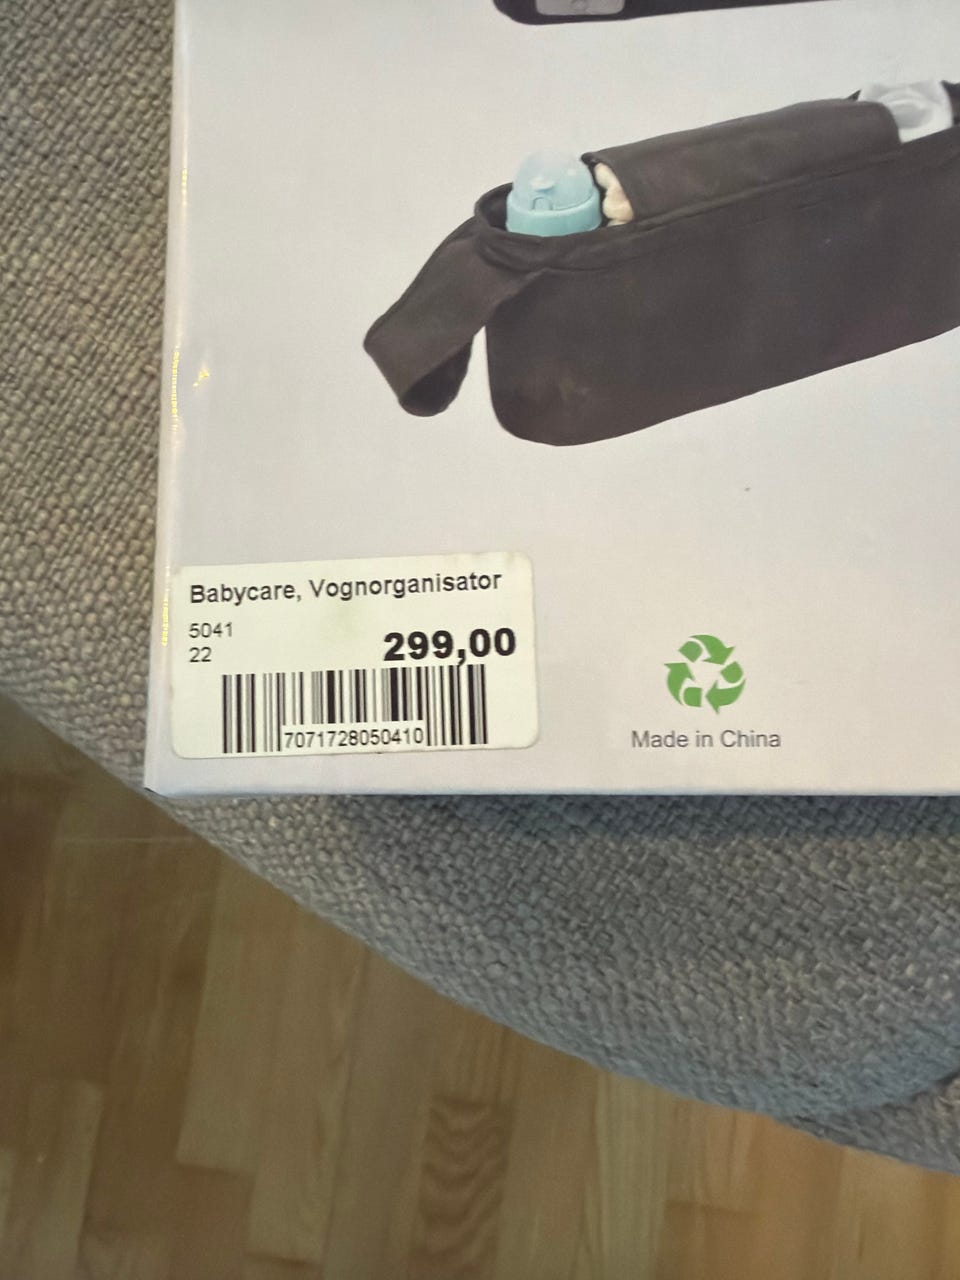 Babycare, Vognorganisator
5041
22
299,00
7071728050410
Made in China